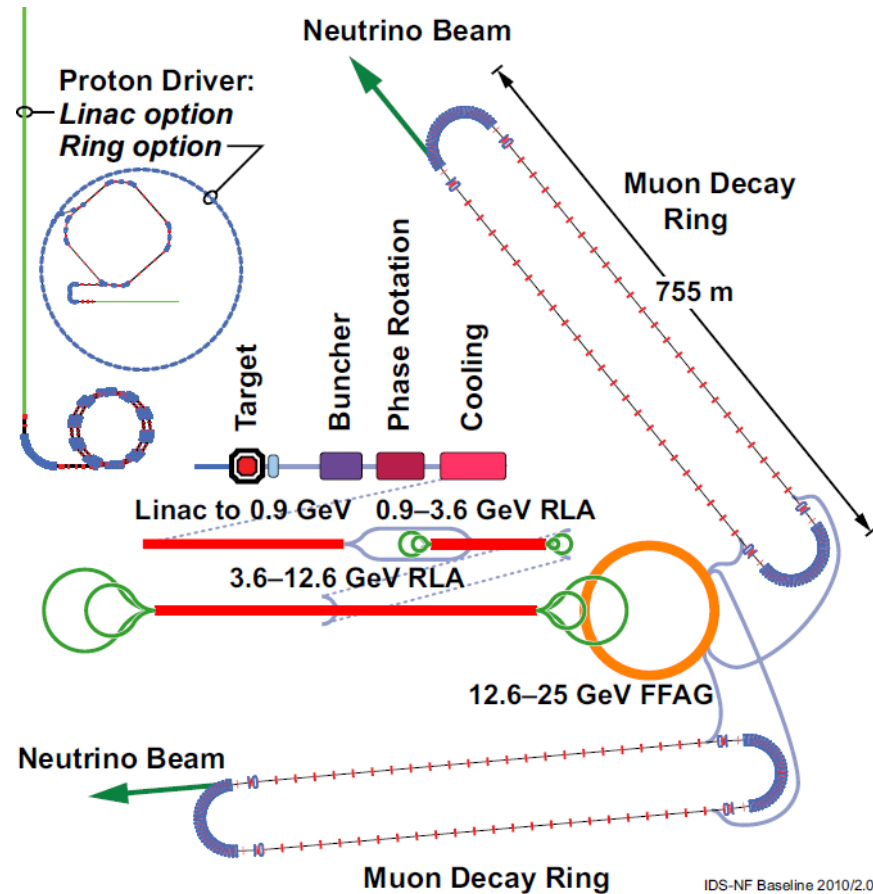 Neutrino Beam
Proton Driver:
Linac option
Ring option
Muon Decay
Ring
755 m
Target
Buncher
Phase Rotation
Cooling
Linac to 0.9 GeV
0.9–3.6 GeV RLA
3.6–12.6 GeV RLA
12.6–25 GeV FFAG
Neutrino Beam
Muon Decay Ring
IDS-NF Baseline 2010/2.0